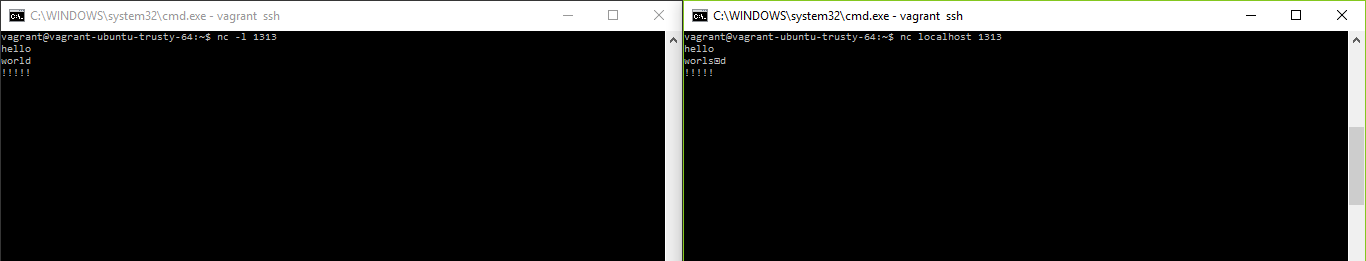 C:\WINDOWS\system32\cmd.exe - vagrant ssh
vagrant@vagrant-ubuntu-trusty-64:~$ nc -l 1313
hello
world
!!!!!
C:\WINDOWS\system32\cmd.exe - vagrant ssh
vagrant@vagrant-ubuntu-trusty-64:~$ nc localhost 1313
hello
worls⍰d
!!!!!